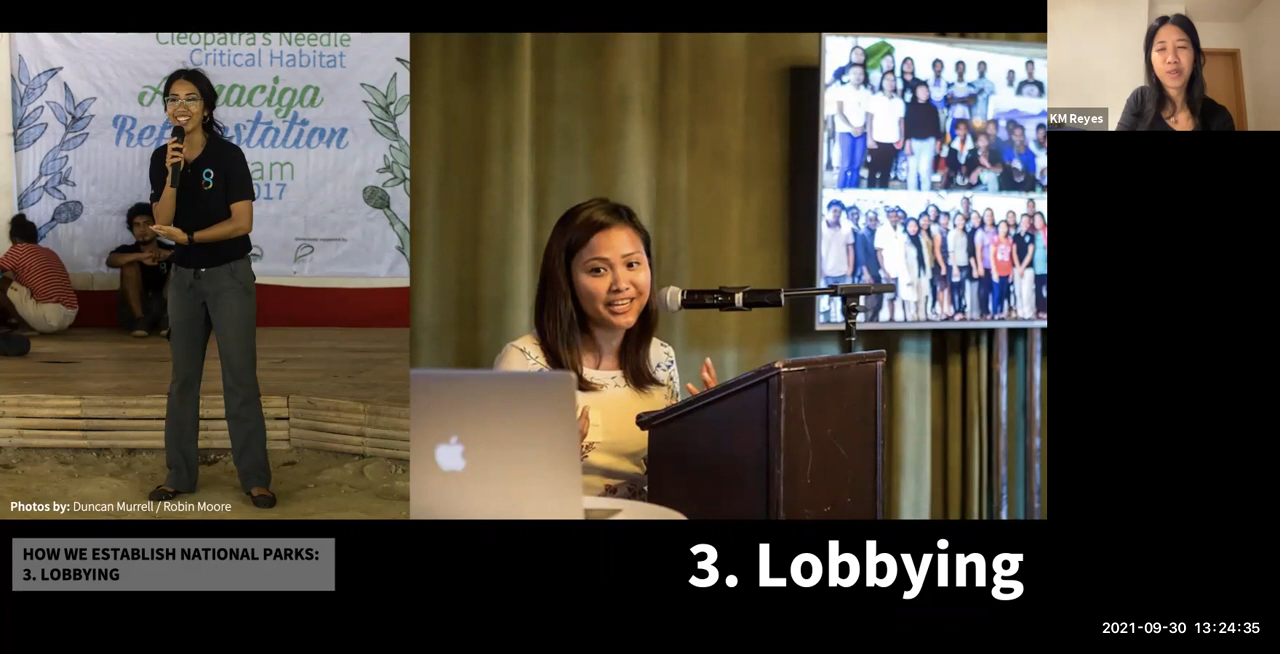 Cleopatra's Needle
Critical Habitat
Reforestation
2017
KM Reyes
Photos by: Duncan Murrell / Robin Moore
HOW WE ESTABLISH NATIONAL PARKS:
3. LOBBYING
3. Lobbying
2021-09-30 13:24:35